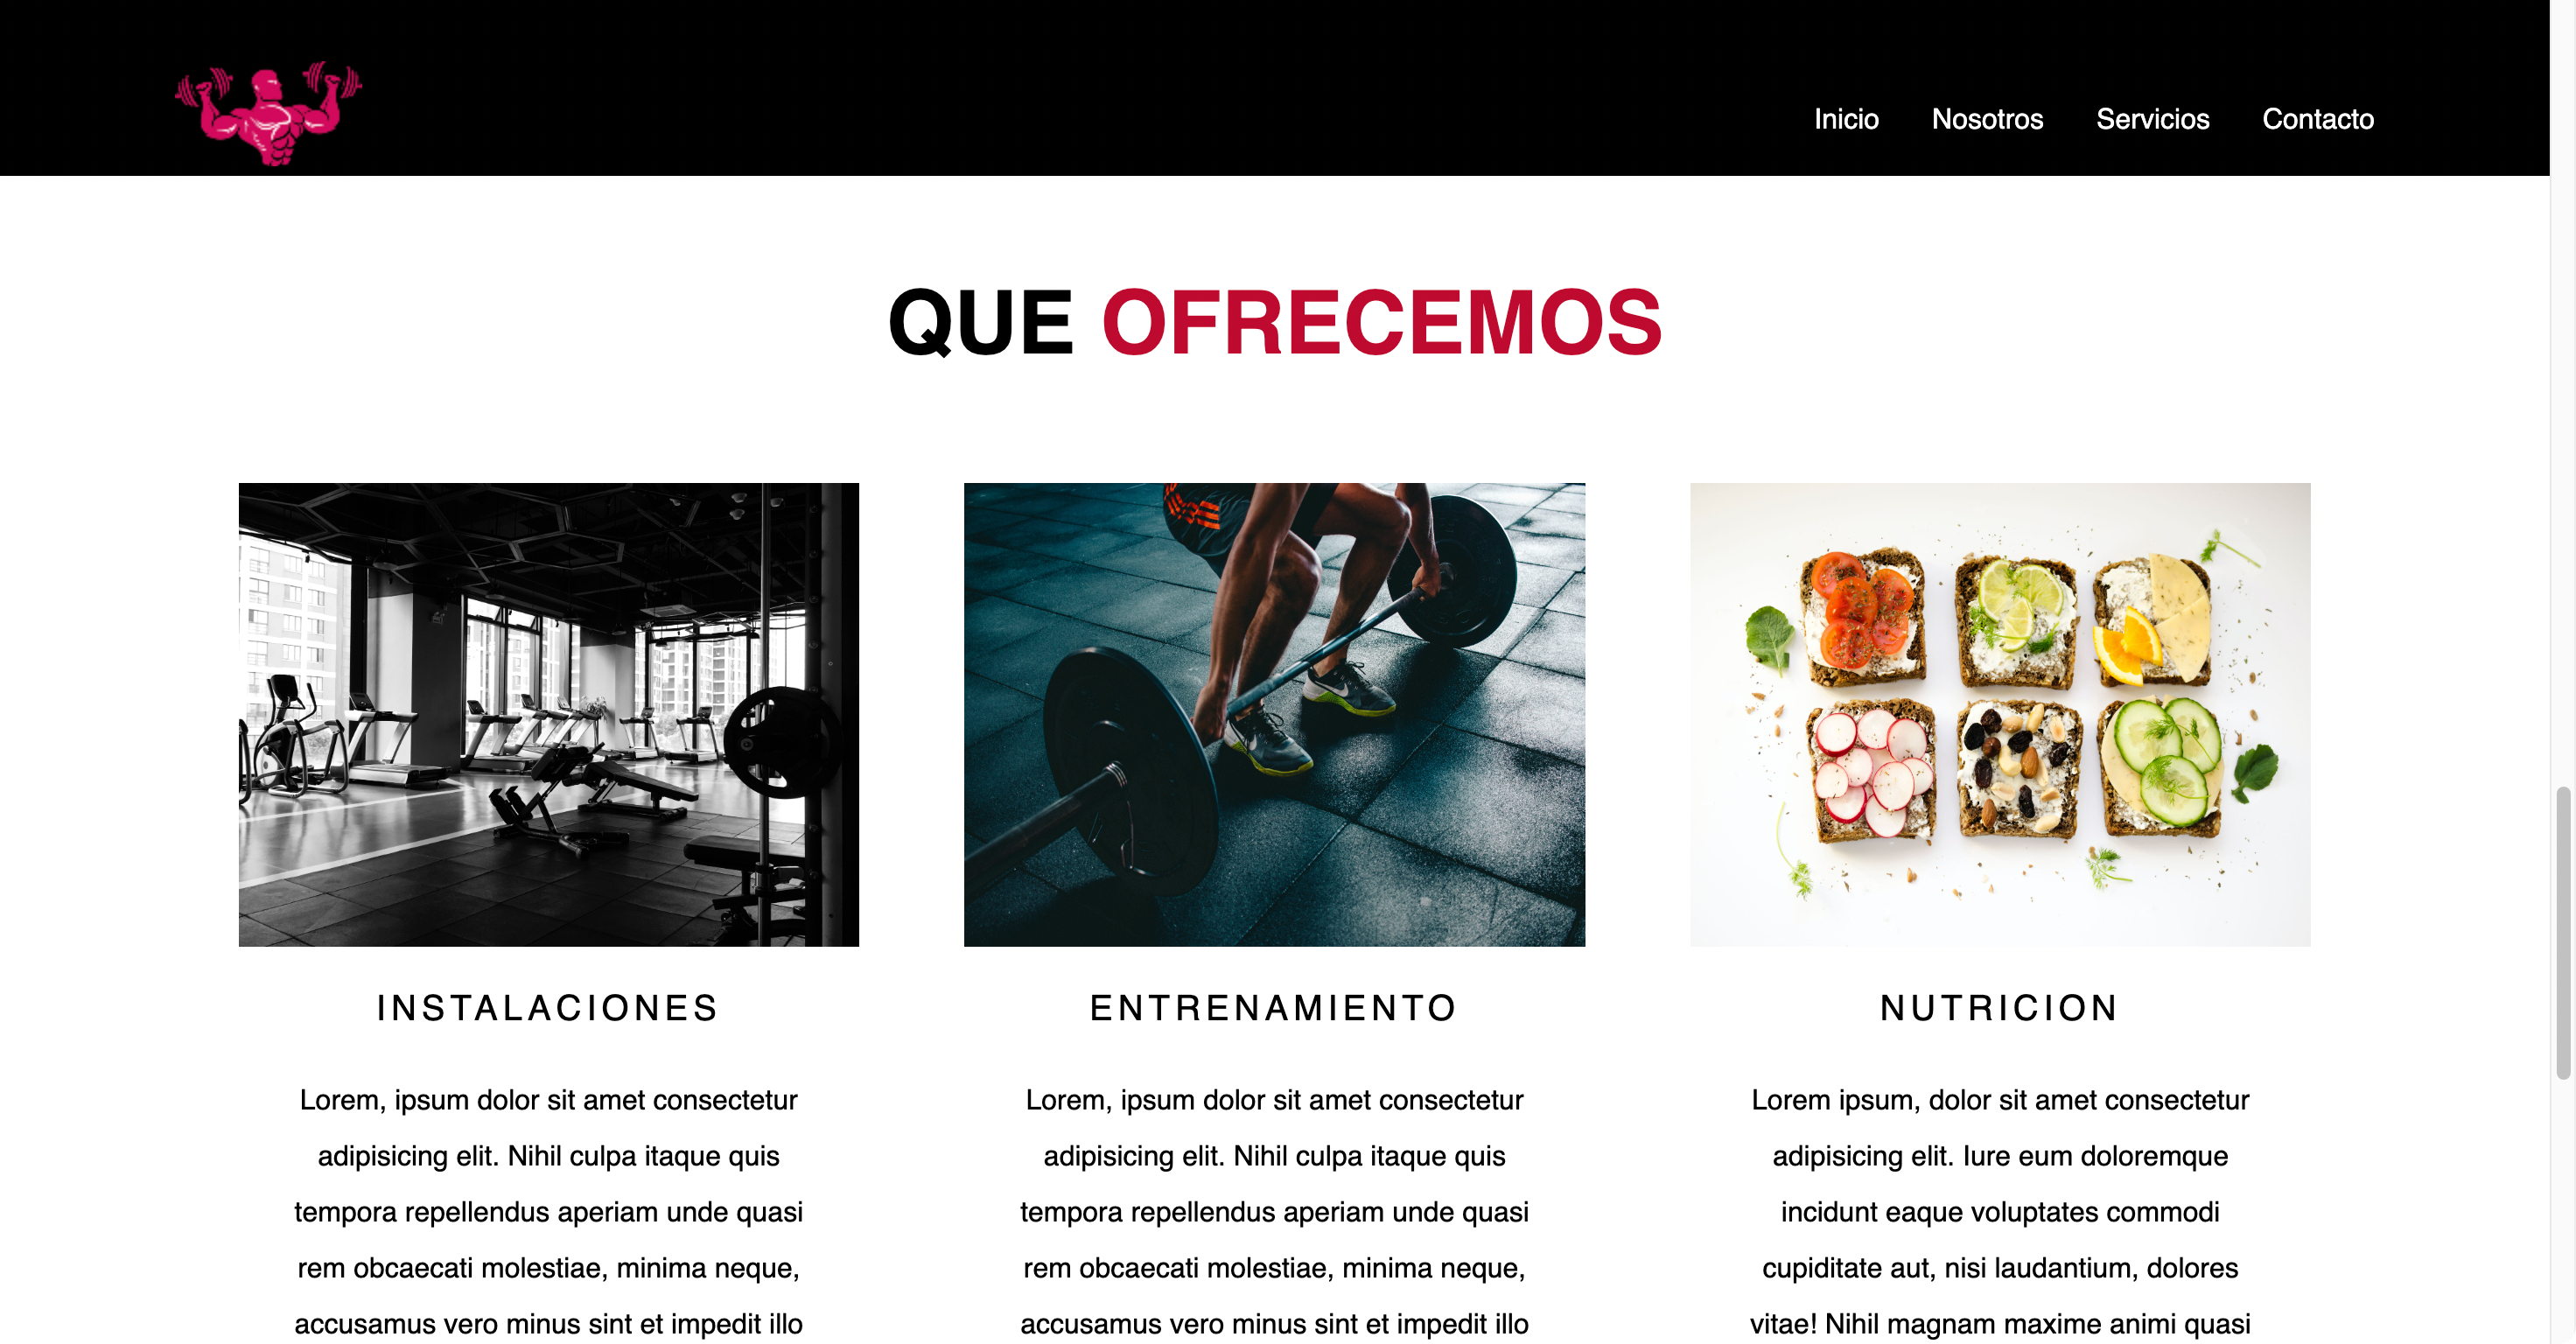 Inicio Nosotros Servicios Contacto
QUE OFRECEMOS
INSTALACIONES
Lorem, ipsum dolor sit amet consectetur
adipisicing elit. Nihil culpa itaque quis
tempora repellendus aperiam unde quasi
rem obcaecati molestiae, minima neque,
accusamus vero minus sint et impedit illo
ENTRENAMIENTO
Lorem, ipsum dolor sit amet consectetur
adipisicing elit. Nihil culpa itaque quis
tempora repellendus aperiam unde quasi
rem obcaecati molestiae, minima neque,
accusamus vero minus sint et impedit illo
NUTRICION
Lorem ipsum, dolor sit amet consectetur
adipisicing elit. Iure eum doloremque
incidunt eaque voluptates commodi
cupiditate aut, nisi laudantium, dolores
vitae! Nihil magnam maxime animi quasi